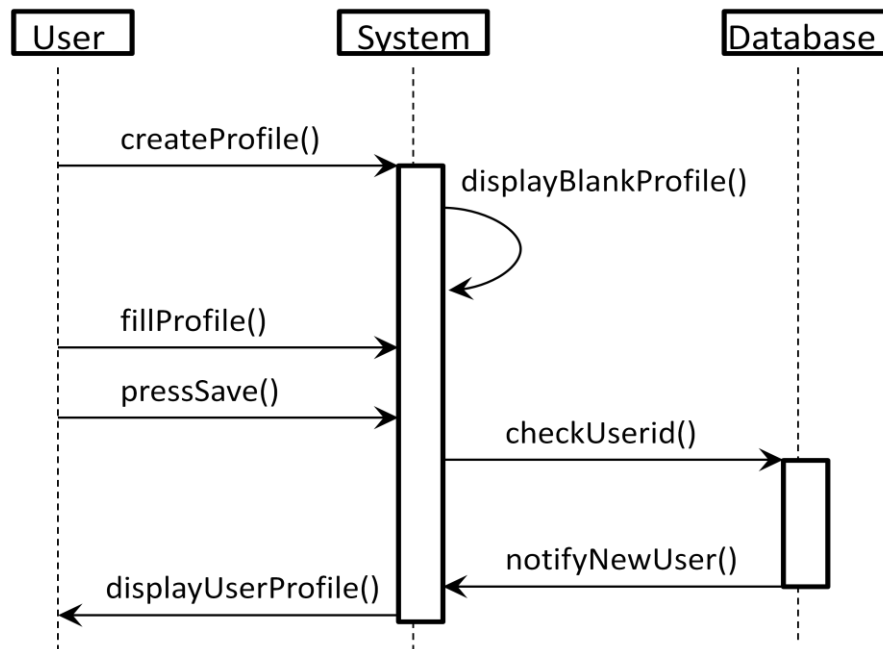 User
System
Database
createProfile()
displayBlankProfile()
fillProfile()
pressSave()
checkUserid()
notifyNewUser()
displayUserProfile()